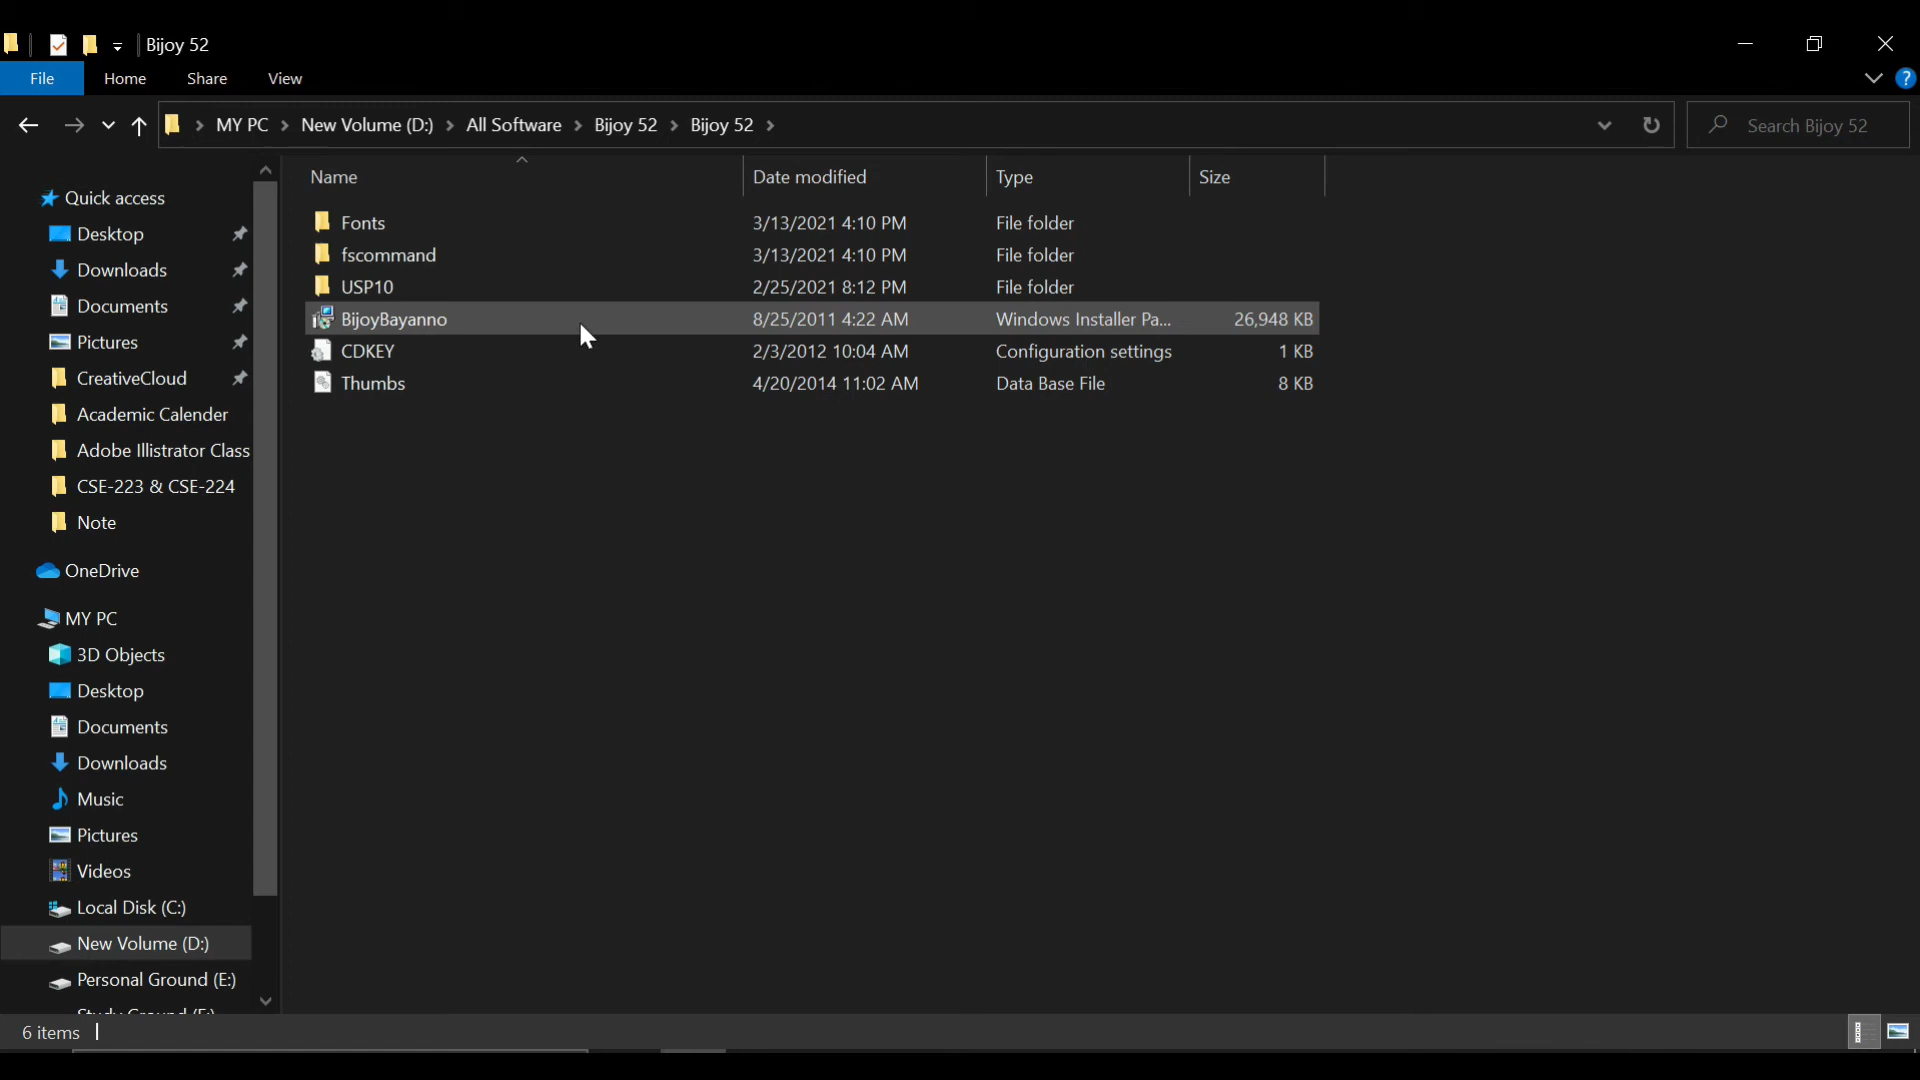 Bijoy 52
File Home Share View
MY PC > New Volume (D:) > All Software > Bijoy 52 > Bijoy 52 >
Search Bijoy 52
Name Date modified Type Size
Fonts 3/13/2021 4:10 PM File folder
fscommand 3/13/2021 4:10 PM File folder
USP10 2/25/2021 8:12 PM File folder
BijoyBayanno 8/25/2011 4:22 AM Windows Installer Pa... 26,948 KB
CDKEY 2/3/2012 10:04 AM Configuration settings 1 KB
Thumbs 4/20/2014 11:02 AM Data Base File 8 KB
Quick access
Desktop
Downloads
Documents
Pictures
CreativeCloud
Academic Calender
Adobe Illistrator Class
CSE-223 & CSE-224
Note
OneDrive
MY PC
3D Objects
Desktop
Documents
Downloads
Music
Pictures
Videos
Local Disk (C:)
New Volume (D:)
Personal Ground (E:)
6 items